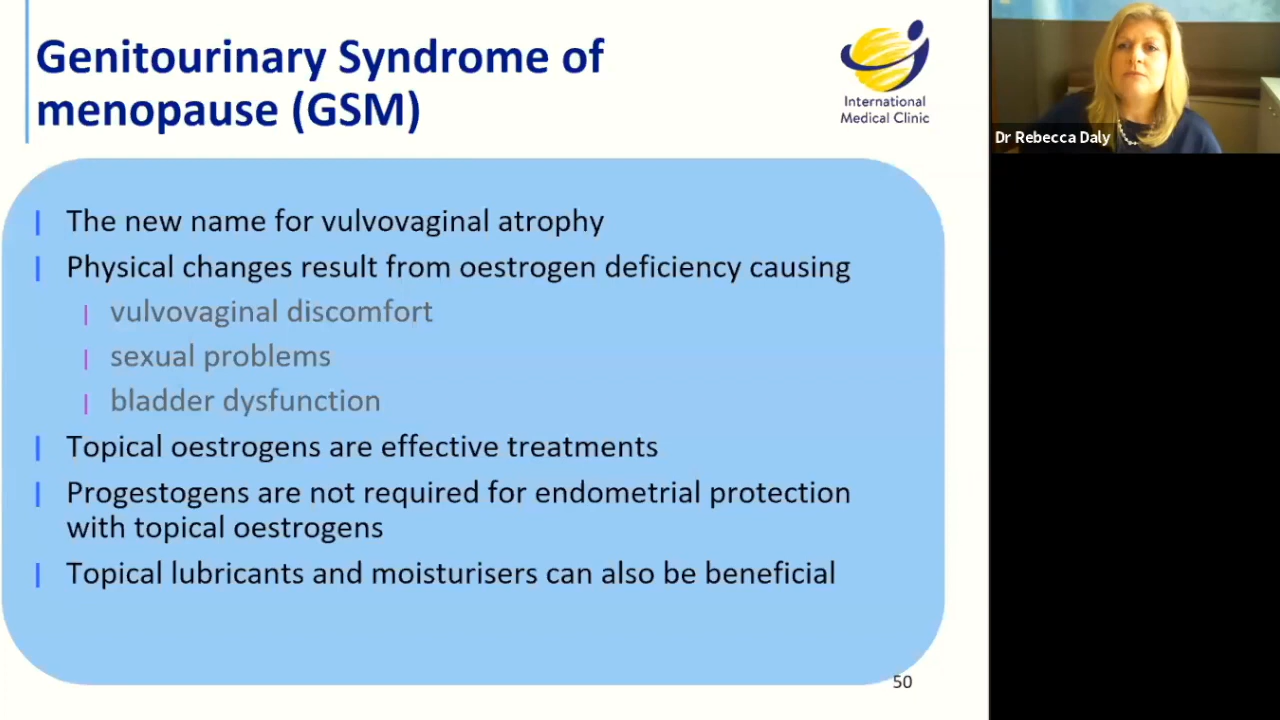 Genitourinary Syndrome of
menopause (GSM)
International
Medical Clinic
Dr Rebecca Daly
The new name for vulvovaginal atrophy
Physical changes result from oestrogen deficiency causing
vulvovaginal discomfort
sexual problems
bladder dysfunction
Topical oestrogens are effective treatments
Progestogens are not required for endometrial protection
with topical oestrogens
Topical lubricants and moisturisers can also be beneficial
50